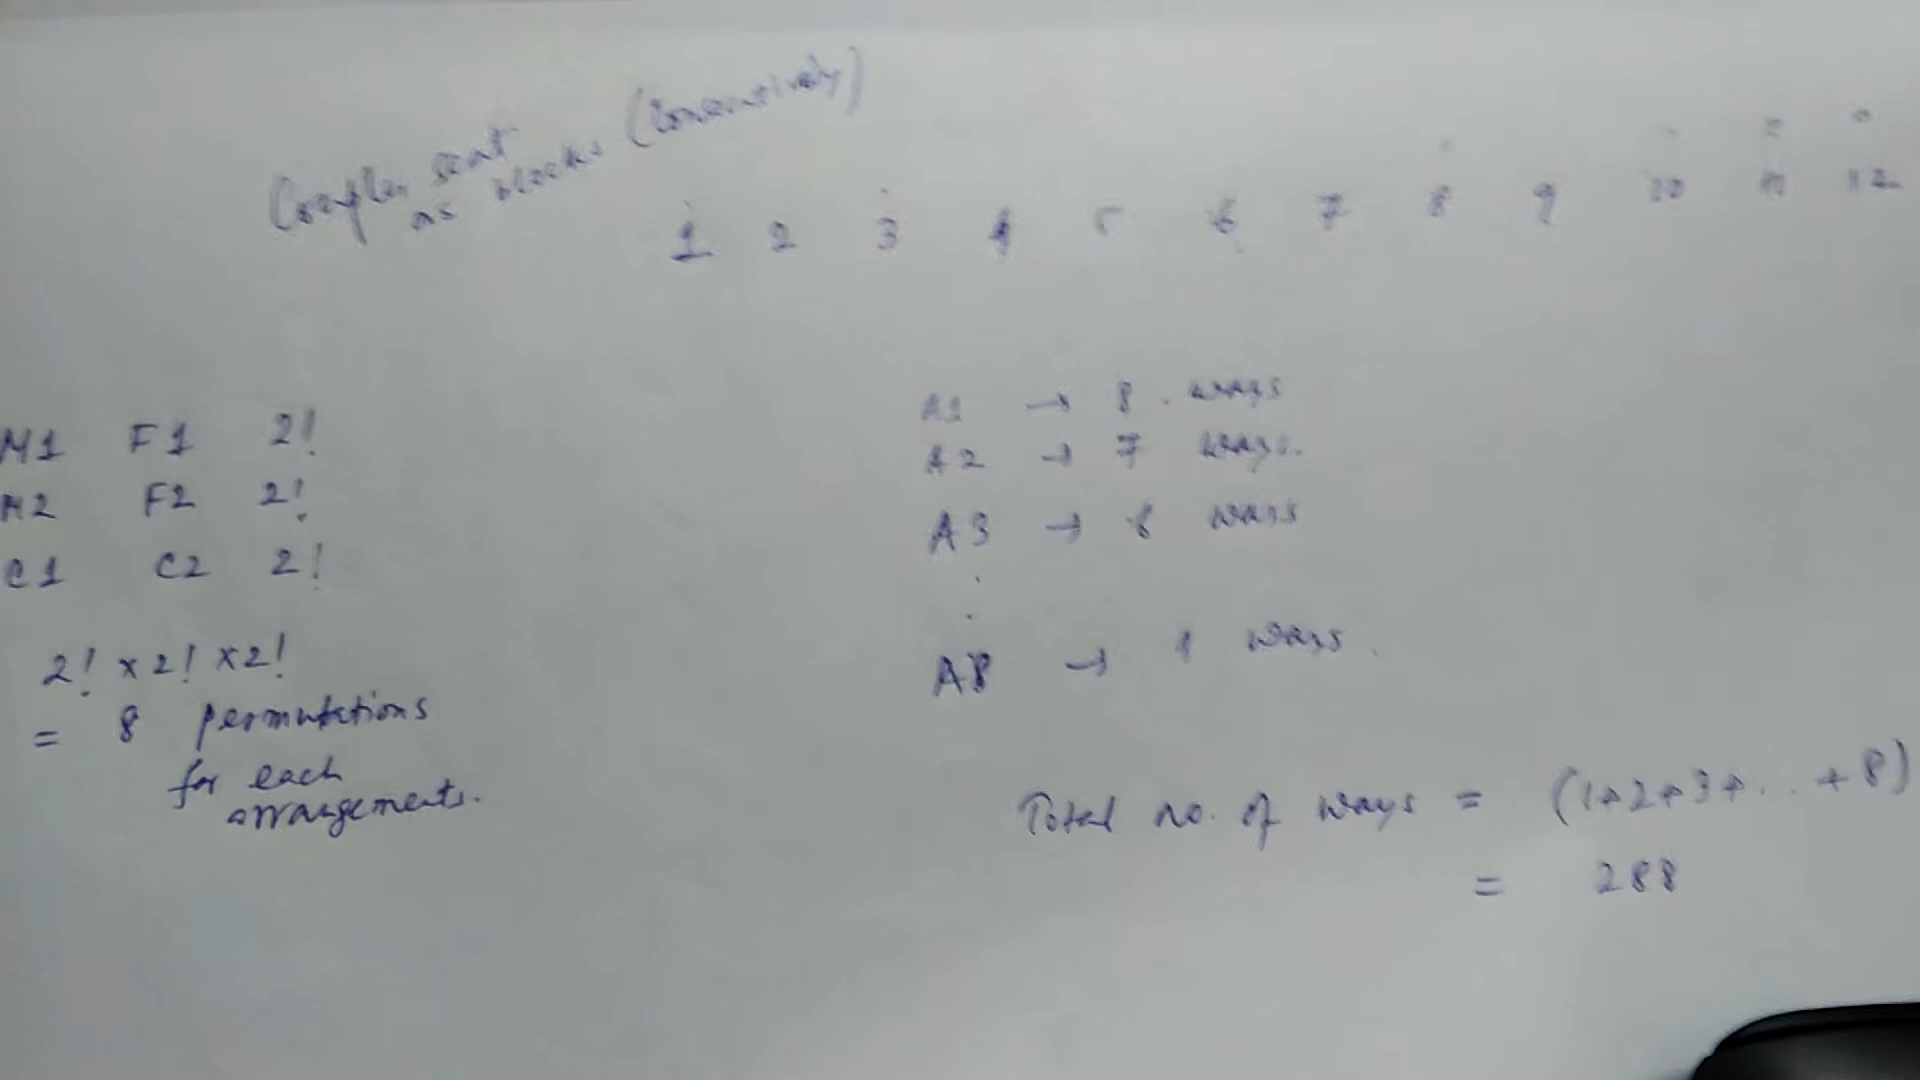 Couples seat
as blocks (Consecutively)
1 2 3 4 5 6 7 8 9 10 11 12
M1 F1 2!
M2 F2 2!
C1 C2 2!
2! x 2! x 2!
= 8 permutations
for each
arrangements.
A1 → 8 ways
A2 → 7 ways.
A3 → 6 ways
.
.
A8 → 1 ways.
Total no. of ways = (1+2+3+...+8)
= 288